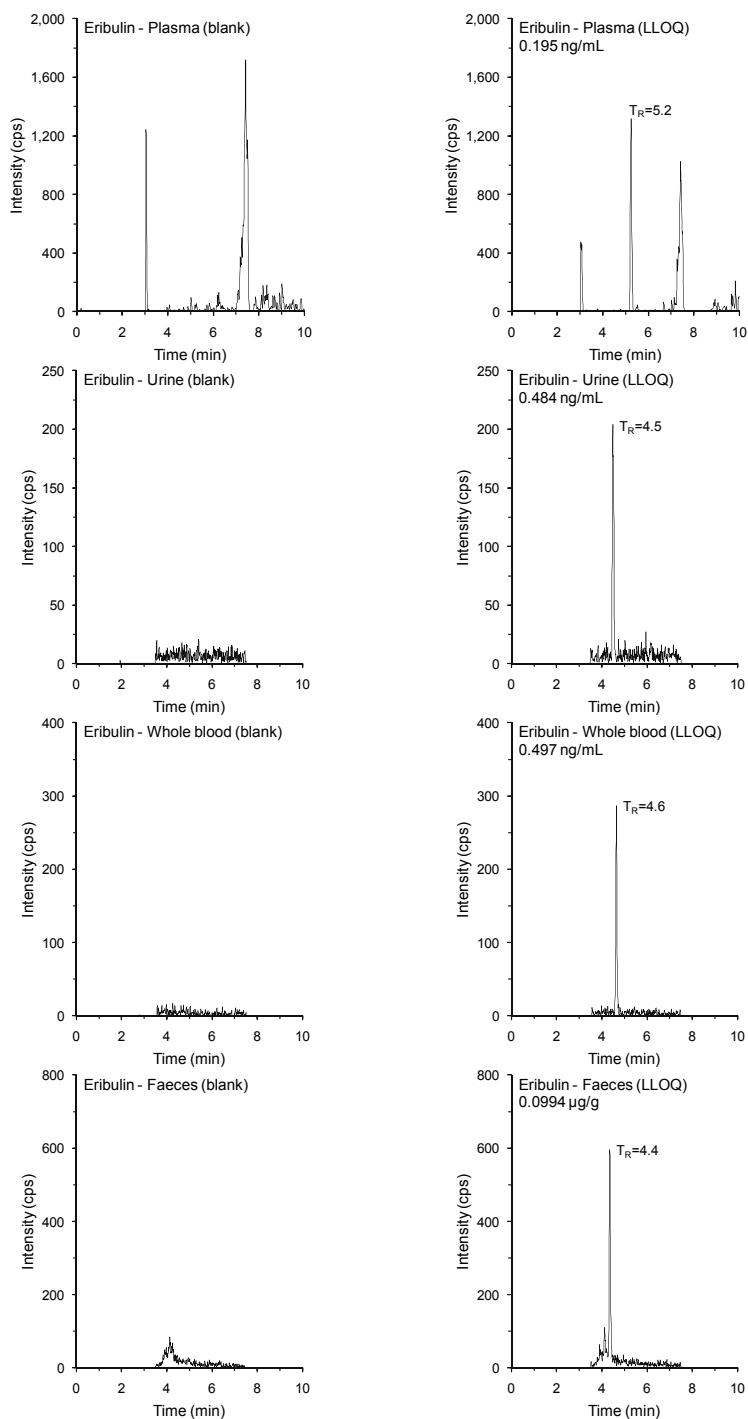 Eribulin - Plasma (blank)
2,000
1,600
1,200
800
400
0
Intensity (cps)
0 2 4 6 8 10
Time (min)
Eribulin - Plasma (LLOQ)
0.195 ng/mL
TR=5.2
2,000
1,600
1,200
800
400
0
Intensity (cps)
0 2 4 6 8 10
Time (min)
Eribulin - Urine (blank)
250
200
150
100
50
0
Intensity (cps)
0 2 4 6 8 10
Time (min)
Eribulin - Urine (LLOQ)
0.484 ng/mL
TR=4.5
250
200
150
100
50
0
Intensity (cps)
0 2 4 6 8 10
Time (min)
Eribulin - Whole blood (blank)
400
300
200
100
0
Intensity (cps)
0 2 4 6 8 10
Time (min)
Eribulin - Whole blood (LLOQ)
0.497 ng/mL
TR=4.6
400
300
200
100
0
Intensity (cps)
0 2 4 6 8 10
Time (min)
Eribulin - Faeces (blank)
800
600
400
200
0
Intensity (cps)
0 2 4 6 8 10
Time (min)
Eribulin - Faeces (LLOQ)
0.0994 µg/g
TR=4.4
800
600
400
200
0
Intensity (cps)
0 2 4 6 8 10
Time (min)